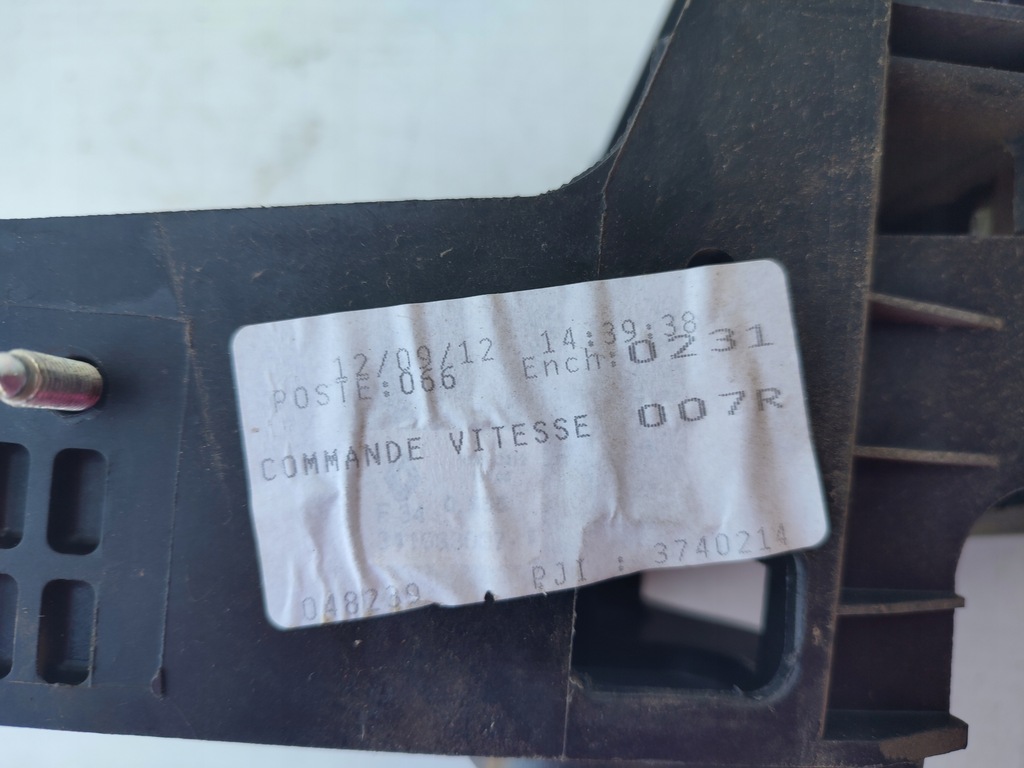 12/09/12 14:39:38
POSTE:066 Ench:0231
COMMANDE VITESSE 007R
048239 PJI : 3740214